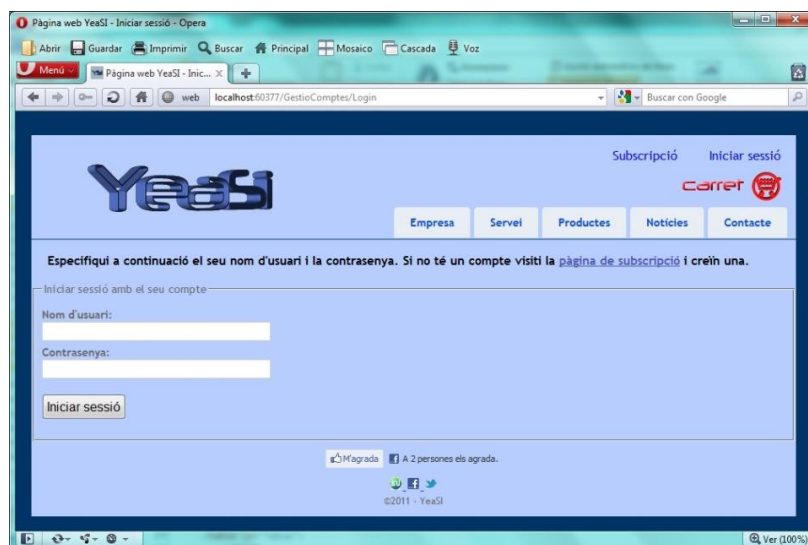 Pàgina web YeaSI - Iniciar sessió - Opera
Abrir Guardar Imprimir Buscar Principal Mosaico Cascada Voz
Menú Pàgina web YeaSI - Inic...
web localhost:60377/GestioComptes/Login Buscar con Google
Subscripció Iniciar sessió
YeaSi
carret
Empresa Servei Productes Notícies Contacte
Especifiqui a continuació el seu nom d'usuari i la contrasenya. Si no té un compte visiti la pàgina de subscripció i creïn una.
Iniciar sessió amb el seu compte
Nom d'usuari:
Contrasenya:
Iniciar sessió
M'agrada A 2 persones els agrada.
©2011 - YeaSI
Ver (100%)